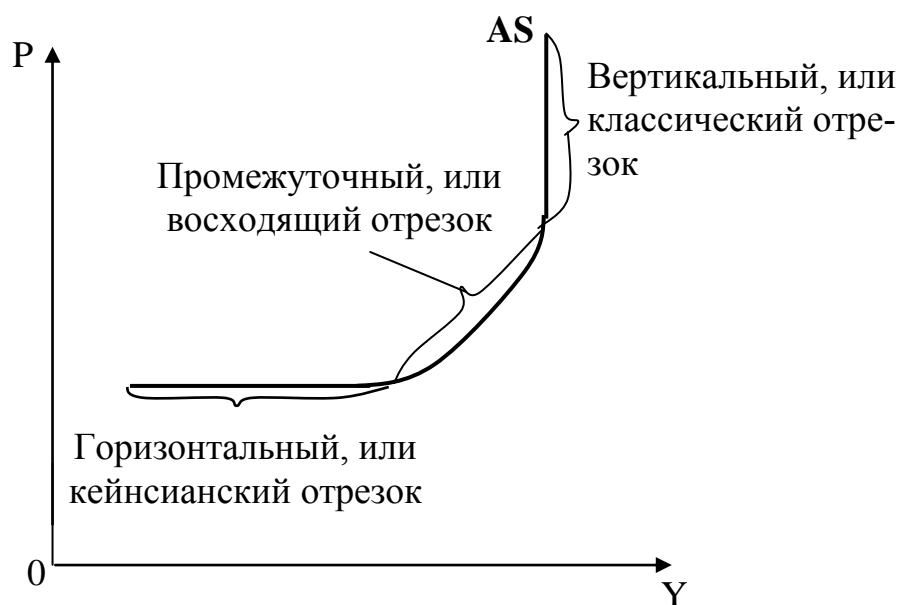 AS
P
Вертикальный, или
классический отре-
зок
Промежуточный, или
восходящий отрезок
Горизонтальный, или
кейнсианский отрезок
0
Y